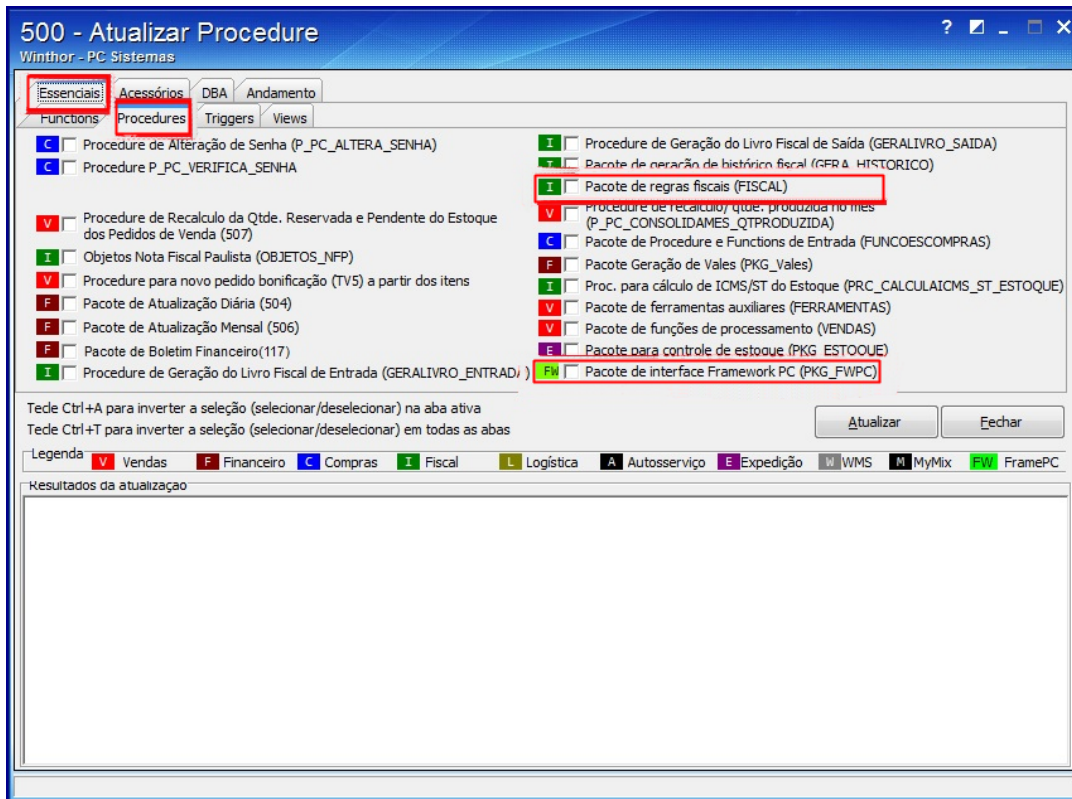 500 - Atualizar Procedure
Winthor - PC Sistemas
Essenciais Acessórios DBA Andamento
Functions Procedures Triggers Views
C Procedure de Alteração de Senha (P_PC_ALTERA_SENHA)
C Procedure P_PC_VERIFICA_SENHA
V Procedure de Recalculo da Qtde. Reservada e Pendente do Estoque
dos Pedidos de Venda (507)
I Objetos Nota Fiscal Paulista (OBJETOS_NFP)
V Procedure para novo pedido bonificação (TV5) a partir dos itens
F Pacote de Atualização Diária (504)
F Pacote de Atualização Mensal (506)
F Pacote de Boletim Financeiro(117)
I Procedure de Geração do Livro Fiscal de Entrada (GERALIVRO_ENTRADA)
I Procedure de Geração do Livro Fiscal de Saída (GERALIVRO_SAIDA)
I Pacote de geração de histórico fiscal (GERA_HISTORICO)
I Pacote de regras fiscais (FISCAL)
V Procedure de recalculo/ qtde. produzida no mês
(P_PC_CONSOLIDAMES_QTPRODUZIDA)
C Pacote de Procedure e Functions de Entrada (FUNCOESCOMPRAS)
F Pacote Geração de Vales (PKG_Vales)
I Proc. para cálculo de ICMS/ST do Estoque (PRC_CALCULAICMS_ST_ESTOQUE)
V Pacote de ferramentas auxiliares (FERRAMENTAS)
V Pacote de funções de processamento (VENDAS)
E Pacote para controle de estoque (PKG_ESTOQUE)
FW Pacote de interface Framework PC (PKG_FWPC)
Tecle Ctrl+A para inverter a seleção (selecionar/deselecionar) na aba ativa
Tecle Ctrl+T para inverter a seleção (selecionar/deselecionar) em todas as abas
Atualizar Fechar
Legenda
V Vendas F Financeiro C Compras I Fiscal L Logística A Autosserviço E Expedição W WMS M MyMix FW FramePC
Resultados da atualização